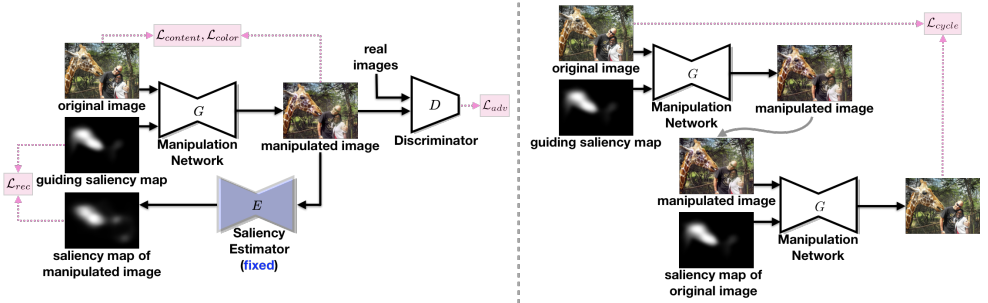 ℒ_content, ℒ_color
original image
G
Manipulation
Network
guiding saliency map
ℒ_rec
saliency map of
manipulated image
E
Saliency
Estimator
(fixed)
manipulated image
real
images
D
Discriminator
ℒ_adv
original image
G
Manipulation
Network
guiding saliency map
manipulated image
ℒ_cycle
manipulated image
saliency map of
original image
G
Manipulation
Network